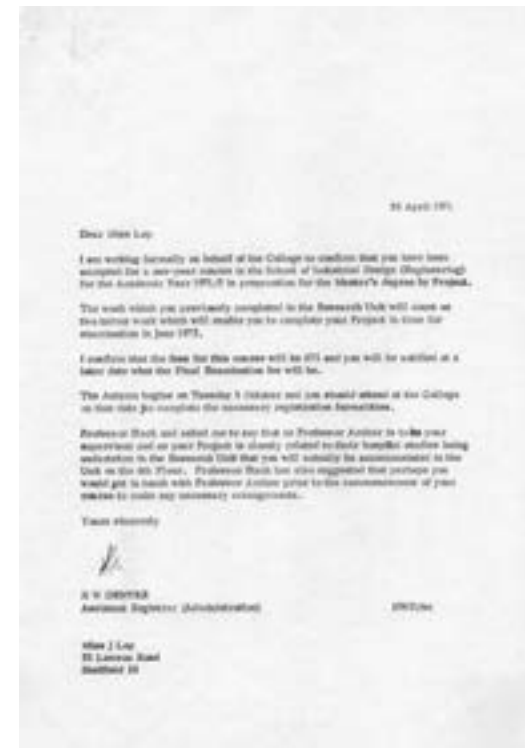 April 1971
Dear Miss Loy
I am writing formally on behalf of the College to confirm that you have been
accepted for a one-year course in the School of Industrial Design (Engineering)
for the Academic Year 1971/2 in preparation for the Master's degree by Project.
The work which you previously completed in the Research Unit will count as
work which will enable you to complete your Project in time for
examination in June 1972.
I confirm that the fees for this course will be and you will be notified at a
later date what the Final Examination fee will be.
The Autumn begins on Tuesday 5 October and you should attend at the College
on that date to complete the necessary registration formalities.
Professor has asked me to say that as Professor Archer is to be your
supervisor and as your Project is closely related to their hospital studies being
undertaken in the Research Unit that you will be accommodated in the
Unit on the 4th Floor. Professor has also suggested that perhaps you
would get in touch with Professor Archer prior to the commencement of your
course to make any necessary arrangements.
Yours sincerely
Assistant Registrar (Administration)
Miss J Loy
Road
Sheffield 10